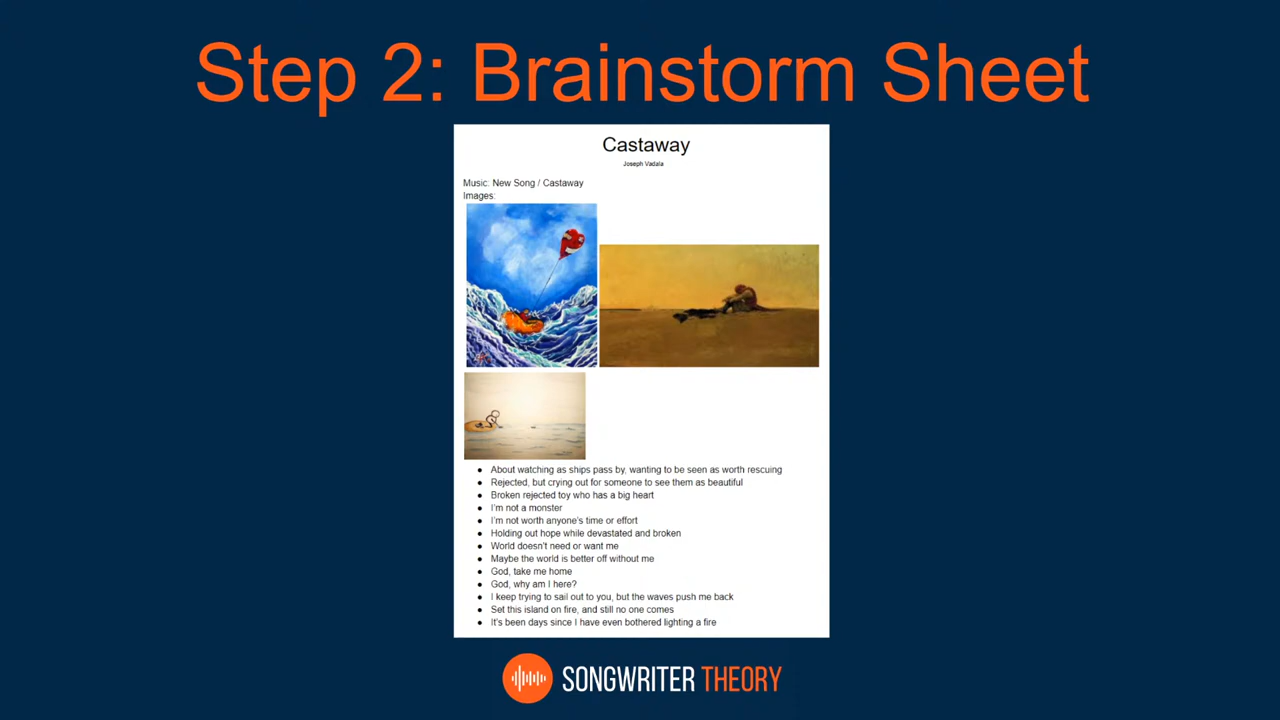 Step 2: Brainstorm Sheet
Castaway
Joseph Vadala
Music: New Song / Castaway
Images:
● About watching as ships pass by, wanting to be seen as worth rescuing
● Rejected, but crying out for someone to see them as beautiful
● Broken rejected toy who has a big heart
● I'm not a monster
● I'm not worth anyone's time or effort
● Holding out hope while devastated and broken
● World doesn't need or want me
● Maybe the world is better off without me
● God, take me home
● God, why am I here?
● I keep trying to sail out to you, but the waves push me back
● Set this island on fire, and still no one comes
● It's been days since I have even bothered lighting a fire
SONGWRITER THEORY